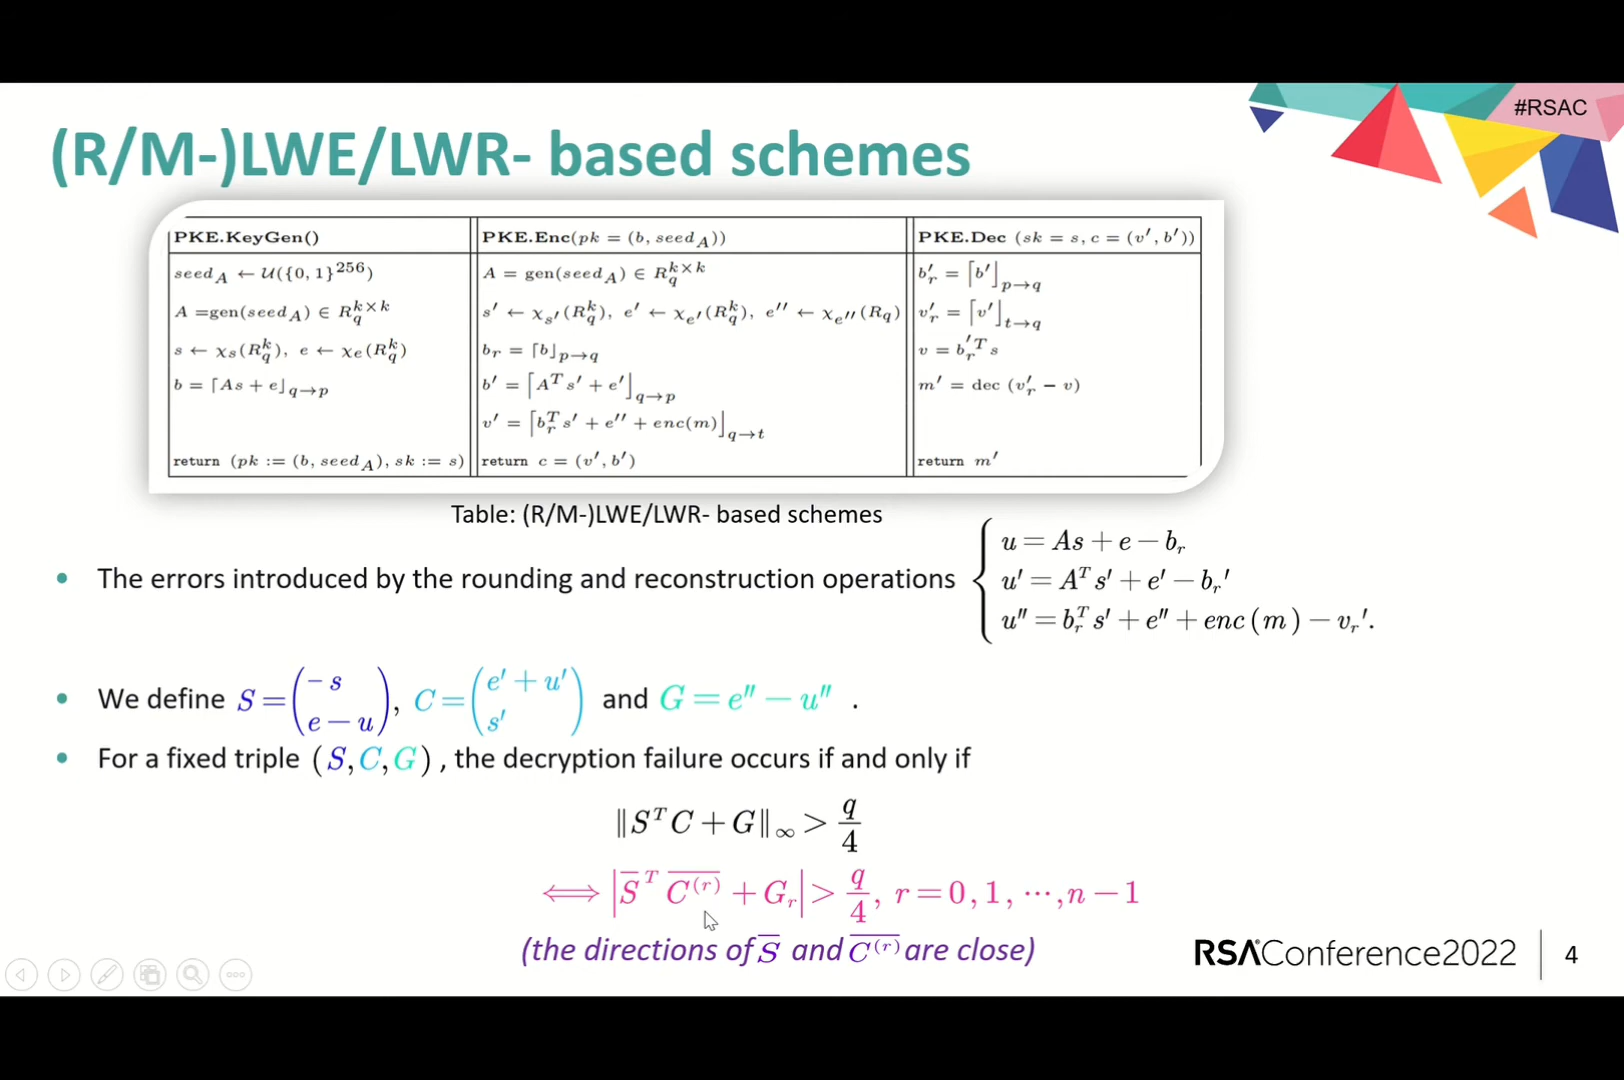 #RSAC
(R/M-)LWE/LWR- based schemes
PKE.KeyGen()
seed_A ← U({0, 1}^256)
A =gen(seed_A) ∈ R_q^{k×k}
s ← χ_s(R_q^k), e ← χ_e(R_q^k)
b = ⌈As + e⌋_{q→p}
return (pk := (b, seed_A), sk := s)
PKE.Enc(pk = (b, seed_A))
A = gen(seed_A) ∈ R_q^{k×k}
s′ ← χ_{s′}(R_q^k), e′ ← χ_{e′}(R_q^k), e″ ← χ_{e″}(R_q)
b_r = ⌈b⌋_{p→q}
b′ = ⌈A^T s′ + e′⌋_{q→p}
v′ = ⌈b_r^T s′ + e″ + enc(m)⌋_{q→t}
return c = (v′, b′)
PKE.Dec (sk = s, c = (v′, b′))
b′_r = ⌈b′⌋_{p→q}
v′_r = ⌈v′⌋_{t→q}
v = b′_r^T s
m′ = dec (v′_r − v)
return m′
Table: (R/M-)LWE/LWR- based schemes
• The errors introduced by the rounding and reconstruction operations
u = As + e − b_r
u′ = A^T s′ + e′ − b_r′
u″ = b_r^T s′ + e″ + enc(m) − v_r′.
• We define S = (−s, e − u), C = (e′ + u′, s′) and G = e″ − u″ .
• For a fixed triple (S, C, G) , the decryption failure occurs if and only if
‖S^T C + G‖_∞ > q/4
⟺ |S̅^T \overline{C^{(r)}} + G_r| > q/4, r = 0, 1, ⋯, n − 1
(the directions of S̅ and \overline{C^{(r)}} are close)
RSAConference2022
4